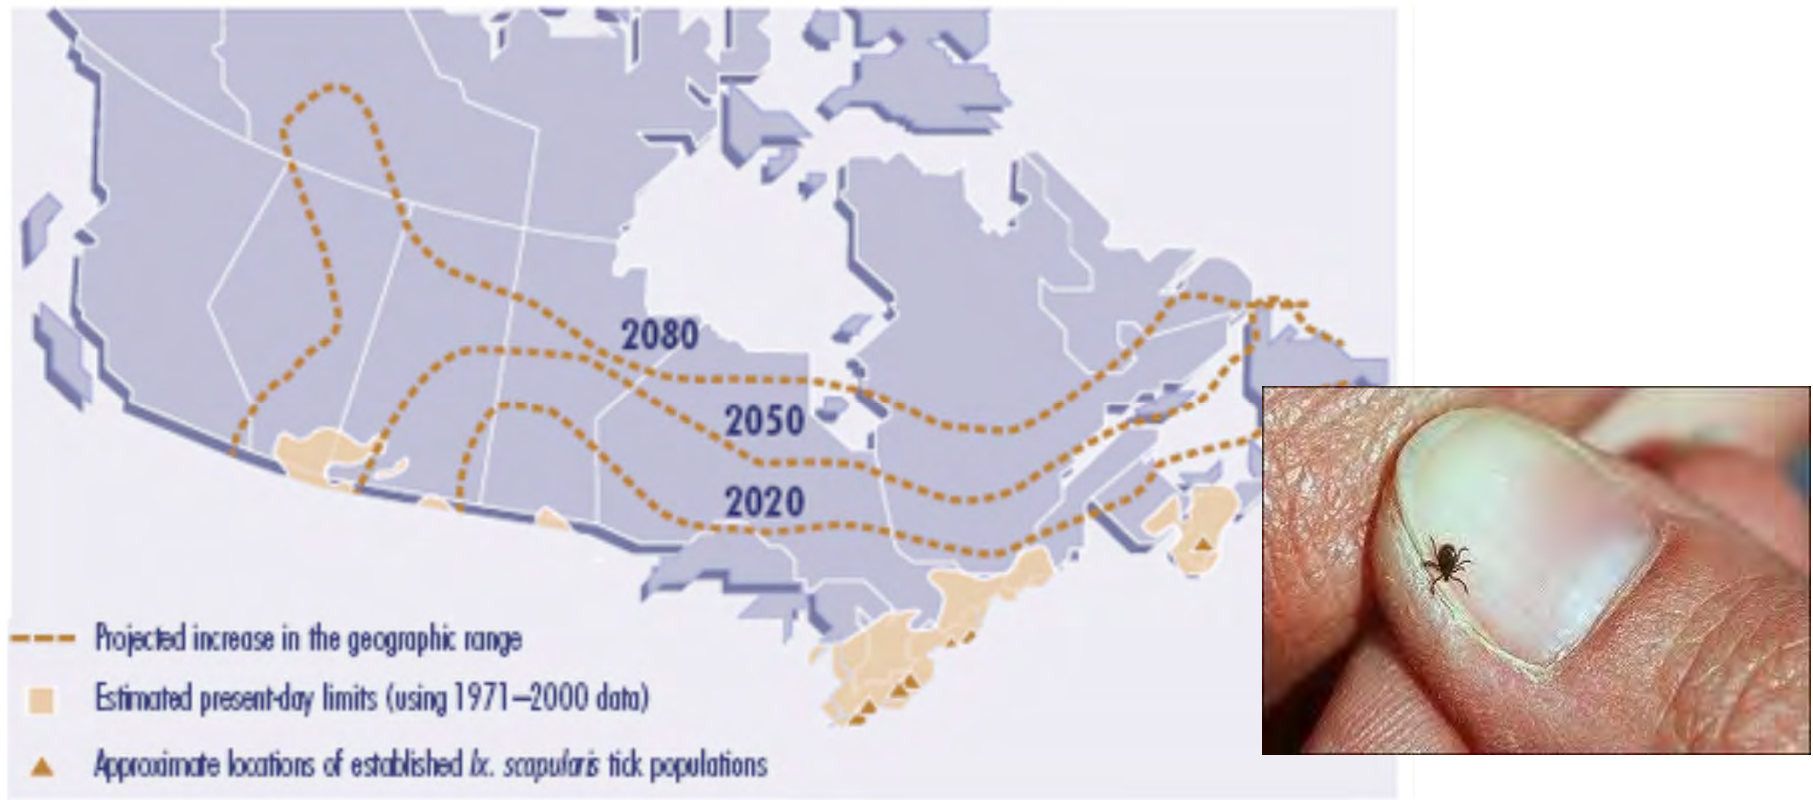 2080
2050
2020
Projected increase in the geographic range
Estimated present-day limits (using 1971–2000 data)
Approximate locations of established Ix. scapularis tick populations